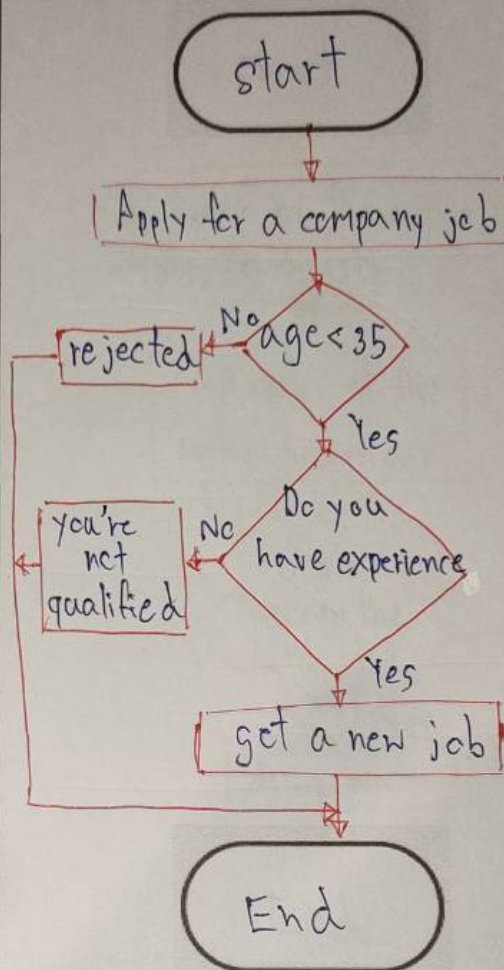 start
Apply for a company job
No
age < 35
rejected
Yes
Do you
have experience
No
you're
not
qualified
Yes
get a new job
End